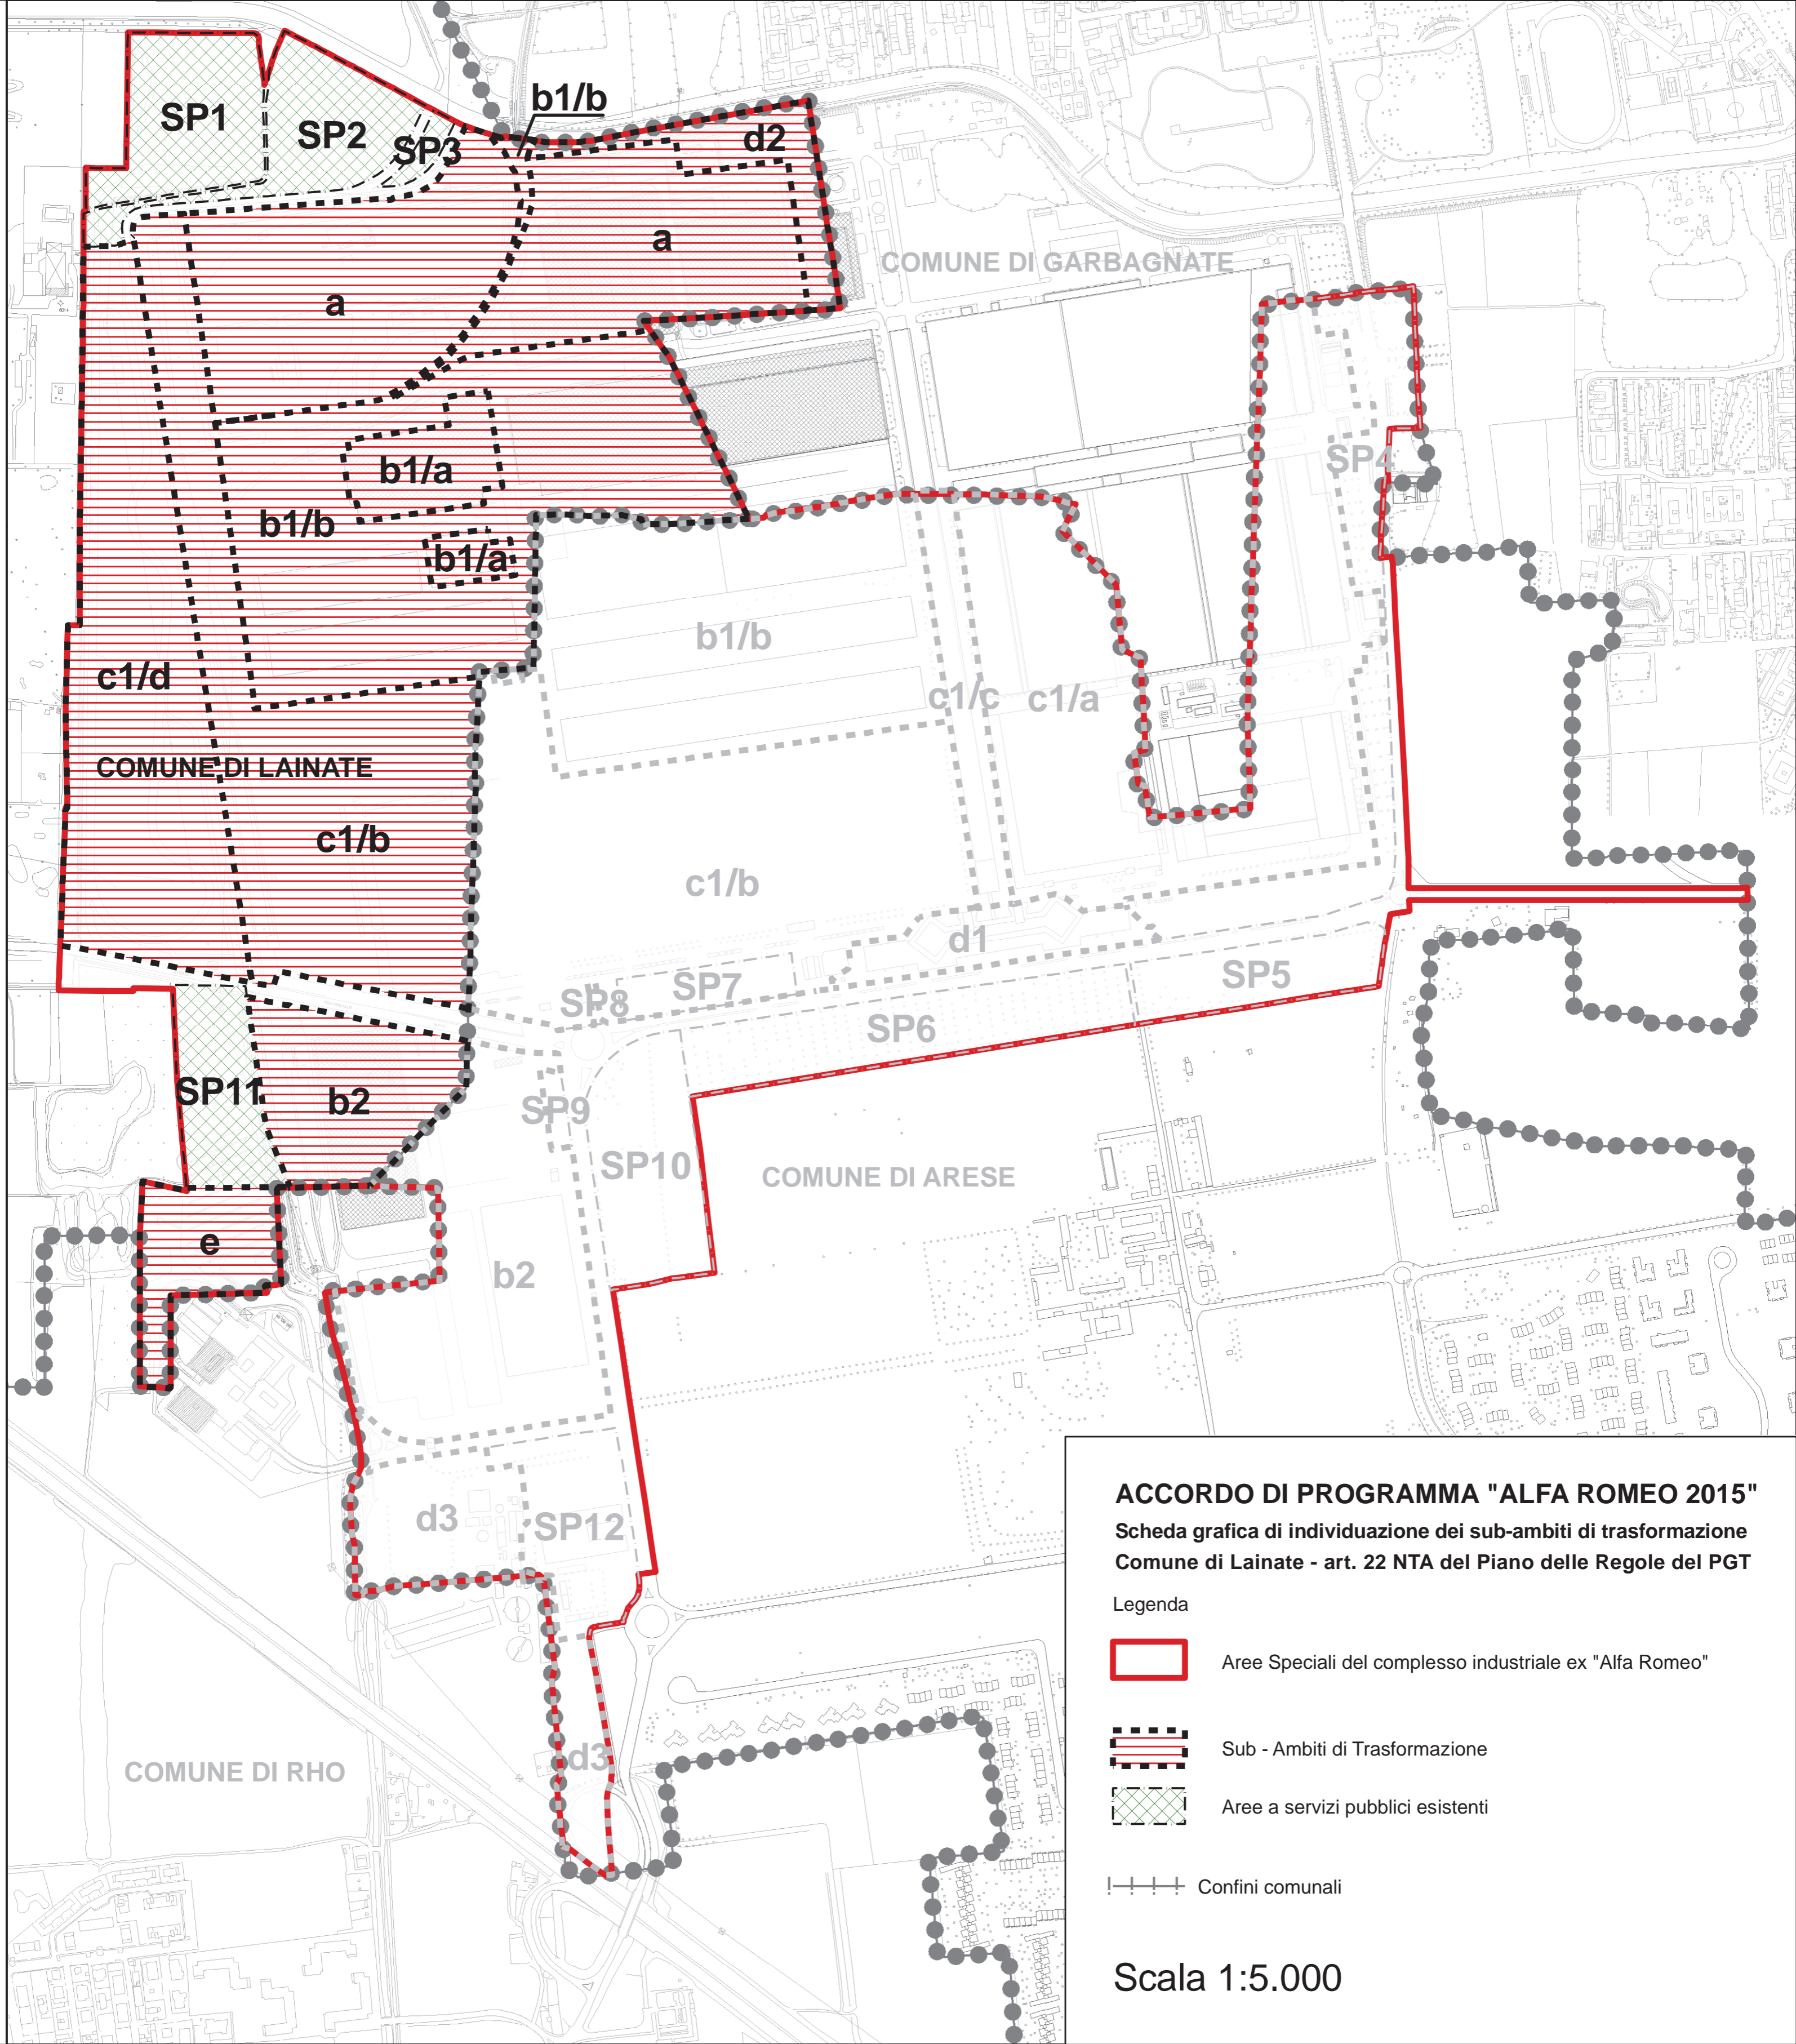 b1/b
SP1
SP2
SP3
d2
a
COMUNE DI GARBAGNATE
a
SP4
b1/a
b1/b
b1/a
b1/b
c1/d
c1/c
c1/a
COMUNE DI LAINATE
c1/b
c1/b
d1
SP5
SP7
SP8
SP6
SP11
b2
SP9
SP10
COMUNE DI ARESE
e
b2
d3
SP12
d3
COMUNE DI RHO
ACCORDO DI PROGRAMMA "ALFA ROMEO 2015"
Scheda grafica di individuazione dei sub-ambiti di trasformazione
Comune di Lainate - art. 22 NTA del Piano delle Regole del PGT
Legenda
Aree Speciali del complesso industriale ex "Alfa Romeo"
Sub - Ambiti di Trasformazione
Aree a servizi pubblici esistenti
Confini comunali
Scala 1:5.000